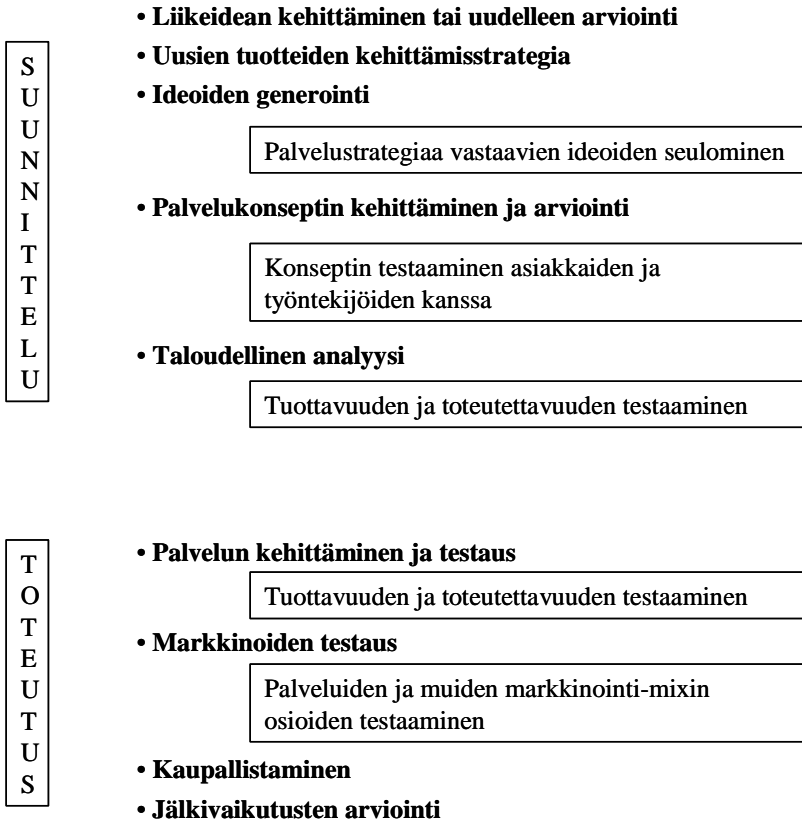 • Liikeidean kehittäminen tai uudelleen arviointi
• Uusien tuotteiden kehittämisstrategia
• Ideoiden generointi
Palvelustrategiaa vastaavien ideoiden seulominen
• Palvelukonseptin kehittäminen ja arviointi
Konseptin testaaminen asiakkaiden ja
työntekijöiden kanssa
• Taloudellinen analyysi
Tuottavuuden ja toteutettavuuden testaaminen
S
U
U
N
N
I
T
T
E
L
U
• Palvelun kehittäminen ja testaus
Tuottavuuden ja toteutettavuuden testaaminen
• Markkinoiden testaus
Palveluiden ja muiden markkinointi-mixin
osioiden testaaminen
• Kaupallistaminen
• Jälkivaikutusten arviointi
T
O
T
E
U
T
U
S